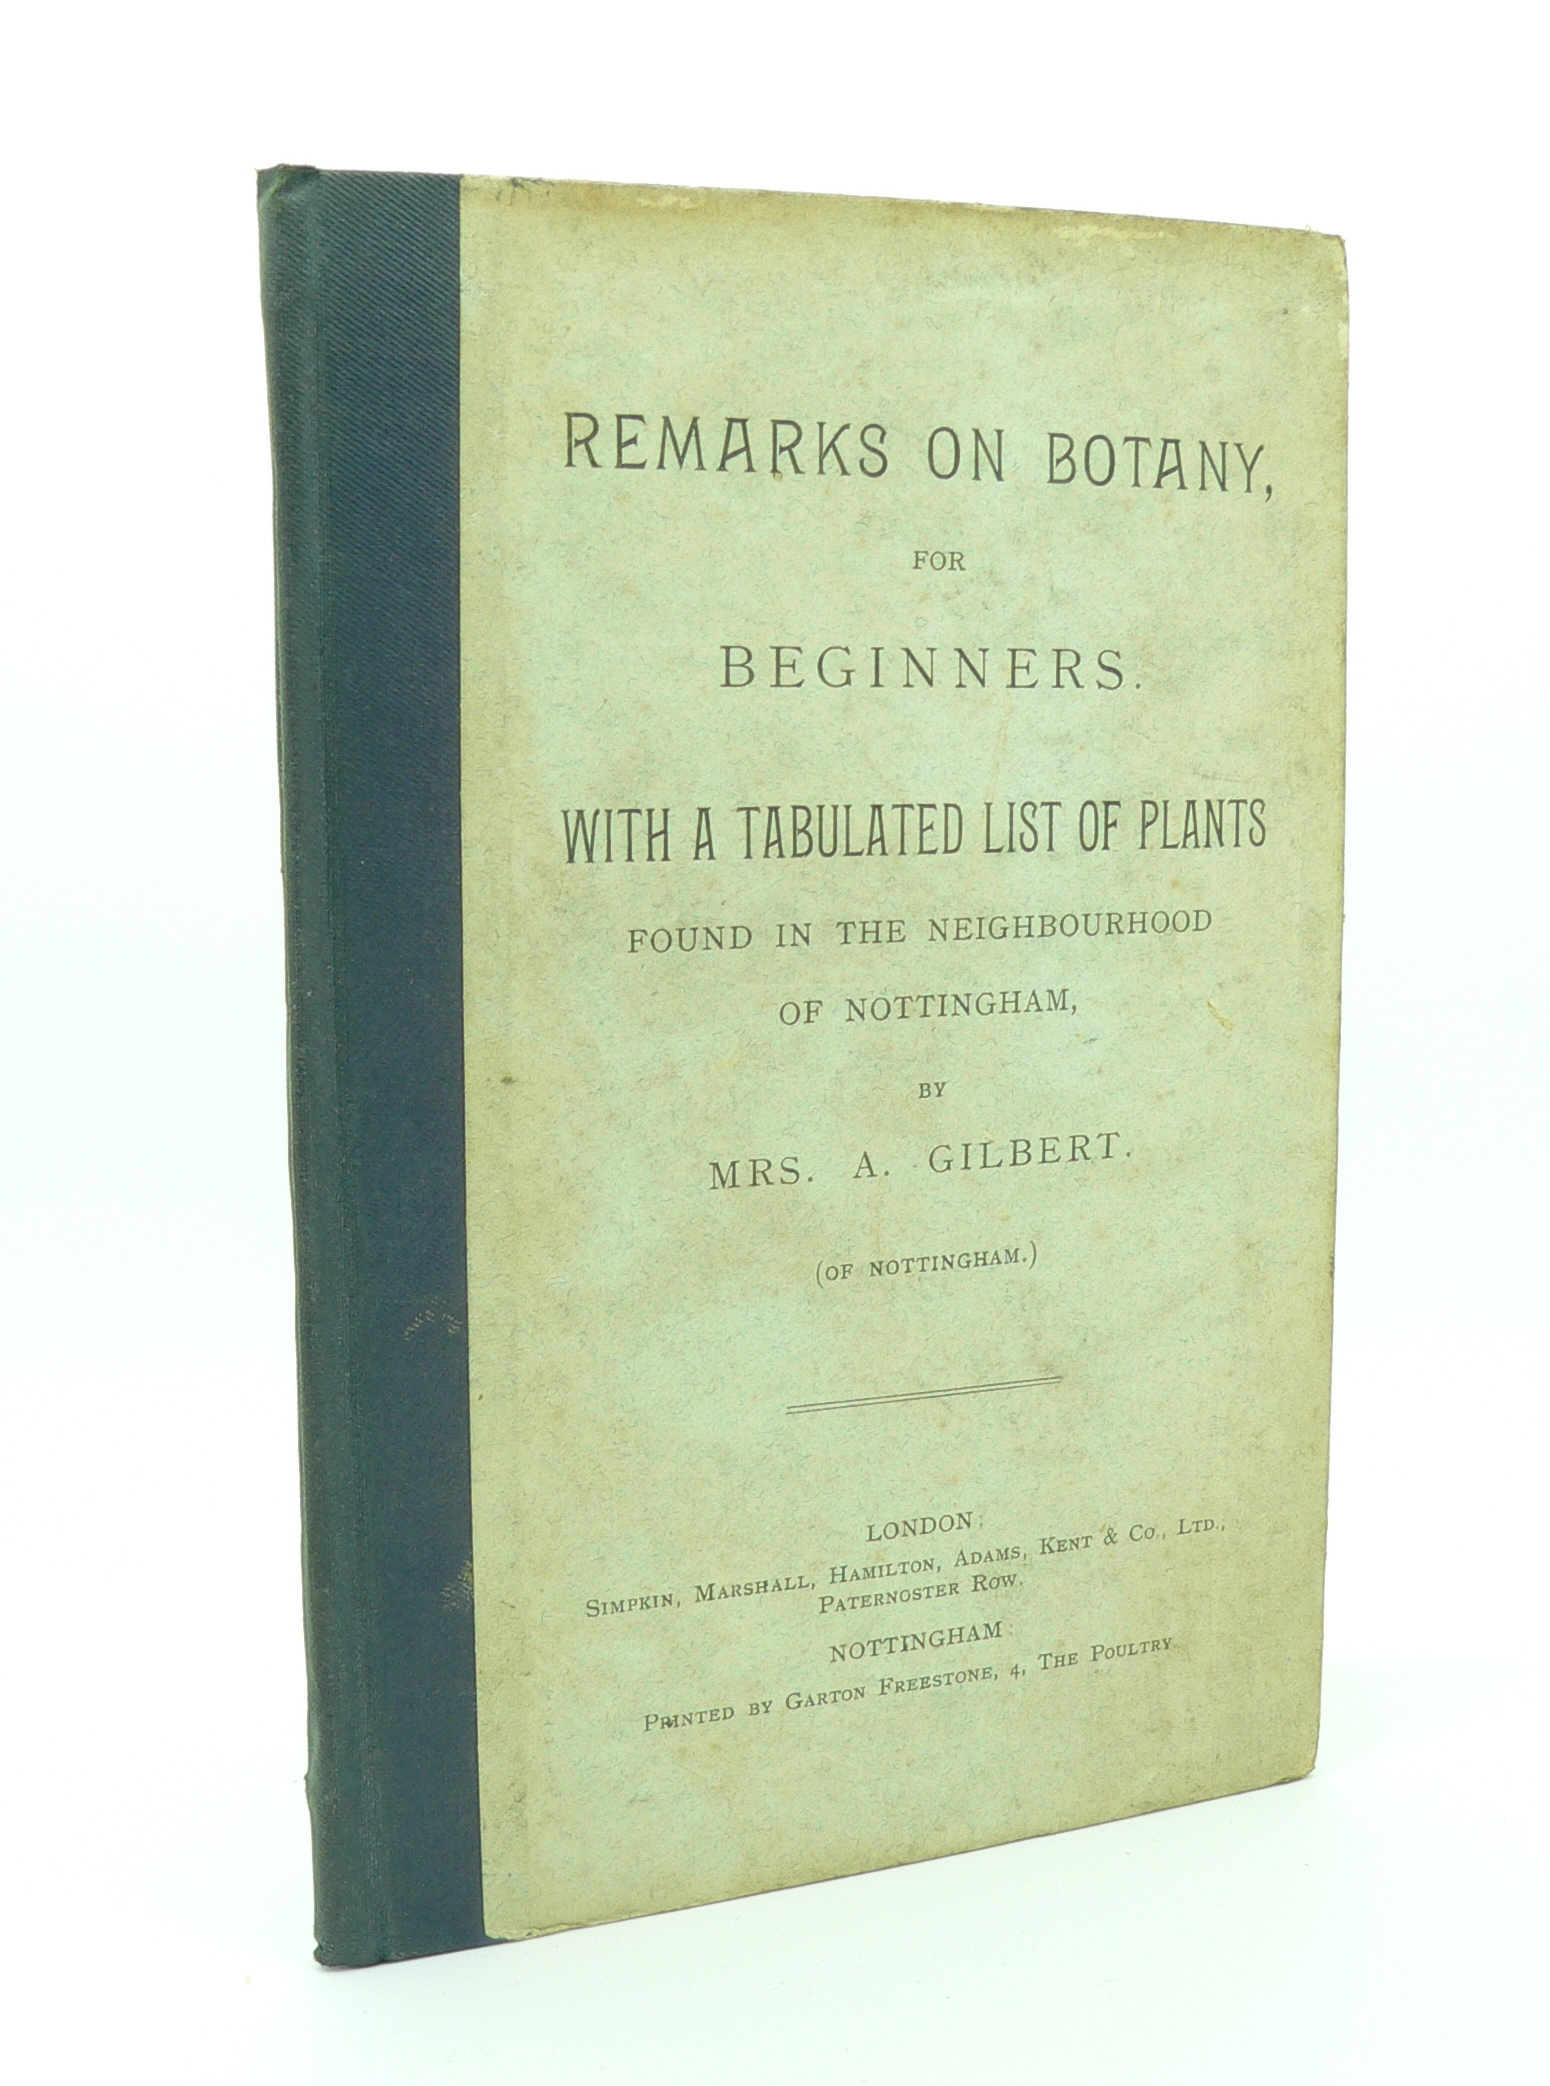 REMARKS ON BOTANY,
FOR
BEGINNERS.
WITH A TABULATED LIST OF PLANTS
FOUND IN THE NEIGHBOURHOOD
OF NOTTINGHAM,
BY
MRS. A. GILBERT.
(OF NOTTINGHAM.)
LONDON:
SIMPKIN, MARSHALL, HAMILTON, ADAMS, KENT & CO., LTD.,
PATERNOSTER ROW.
NOTTINGHAM:
PRINTED BY GARTON FREESTONE, 4, THE POULTRY